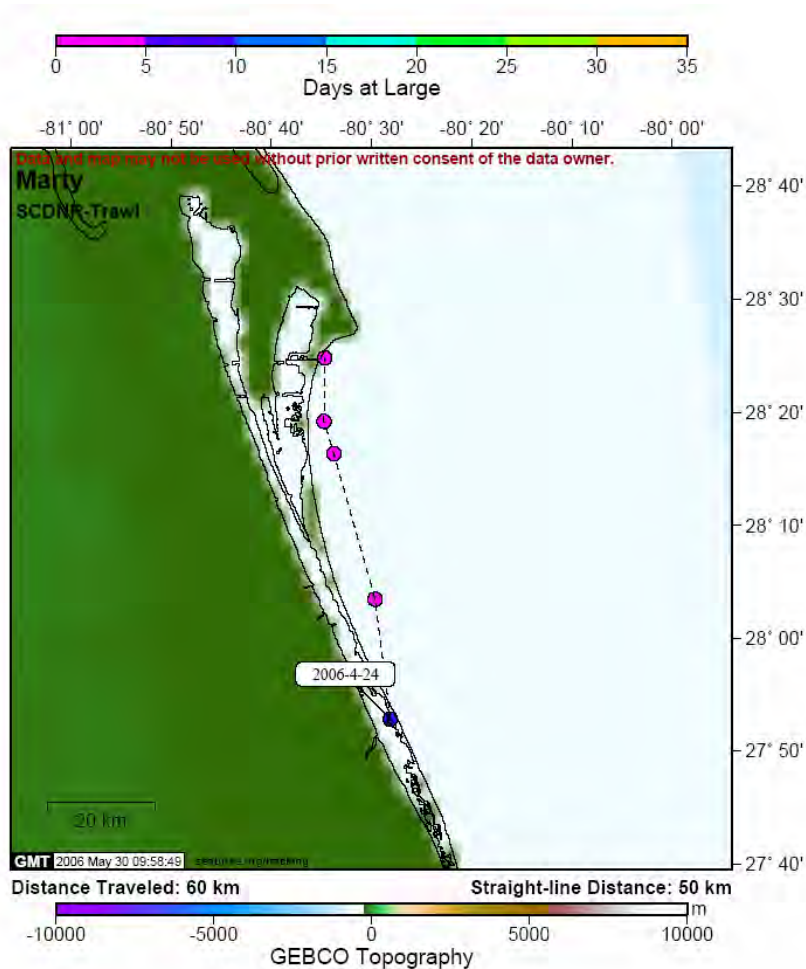 0 5 10 15 20 25 30 35
Days at Large
-81° 00' -80° 50' -80° 40' -80° 30' -80° 20' -80° 10' -80° 00'
Data and map may not be used without prior written consent of the data owner.
Marty
28° 40'
SCDNR-Trawl
28° 30'
28° 20'
28° 10'
28° 00'
2006-4-24
27° 50'
20 km
GMT 2006 May 30 09:58:49
27° 40'
Distance Traveled: 60 km Straight-line Distance: 50 km
m
-10000 -5000 0 5000 10000
GEBCO Topography